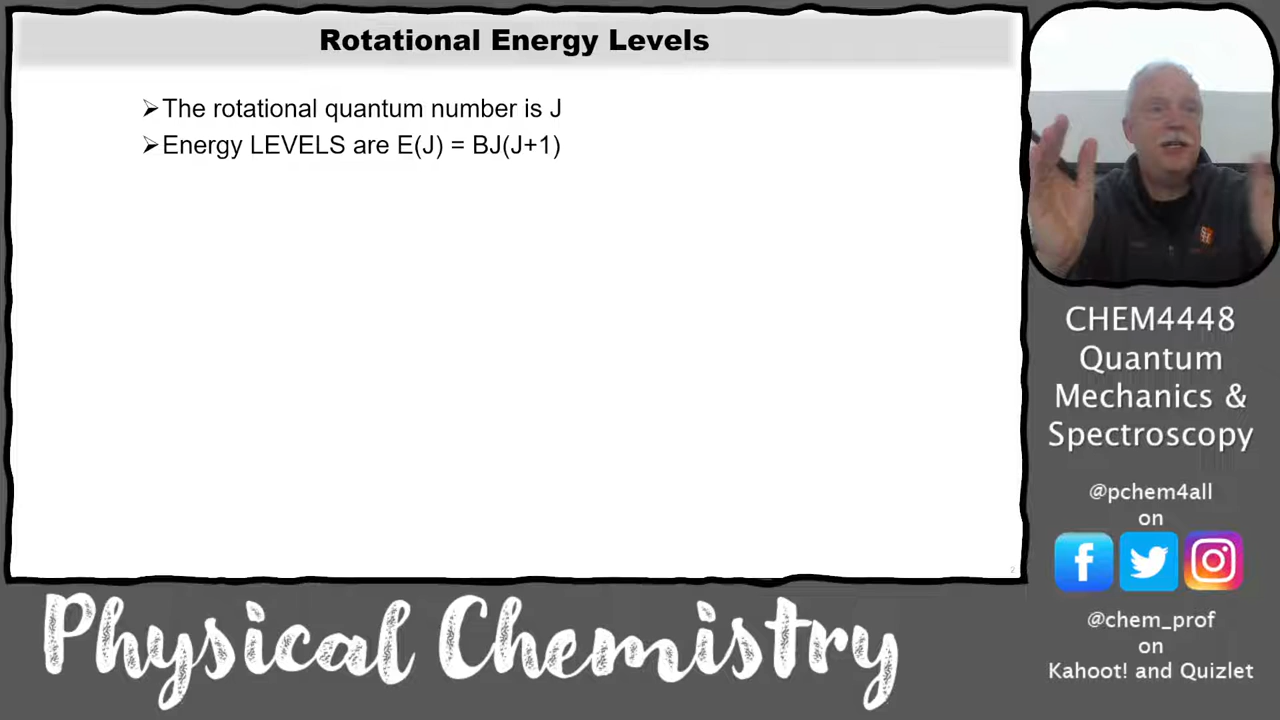 Rotational Energy Levels
➢The rotational quantum number is J
➢Energy LEVELS are E(J) = BJ(J+1)
2
CHEM4448
Quantum
Mechanics &
Spectroscopy
@pchem4all
on
@chem_prof
on
Kahoot! and Quizlet
Physical Chemistry